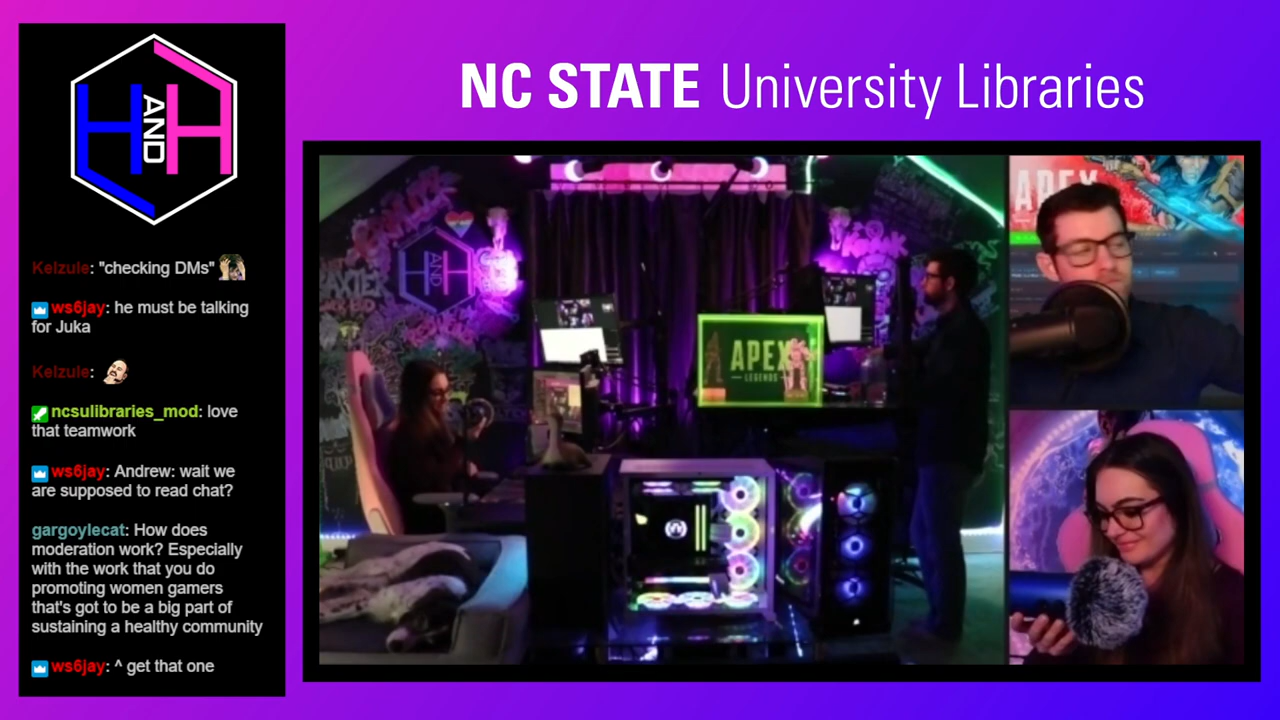 H AND H
Kelzule: "checking DMs"
ws6jay: he must be talking
for Juka
Kelzule:
ncsulibraries_mod: love
that teamwork
ws6jay: Andrew: wait we
are supposed to read chat?
gargoylecat: How does
moderation work? Especially
with the work that you do
promoting women gamers
that's got to be a big part of
sustaining a healthy community
ws6jay: ^ get that one
NC STATE University Libraries
H AND H
APEX
LEGENDS
APEX